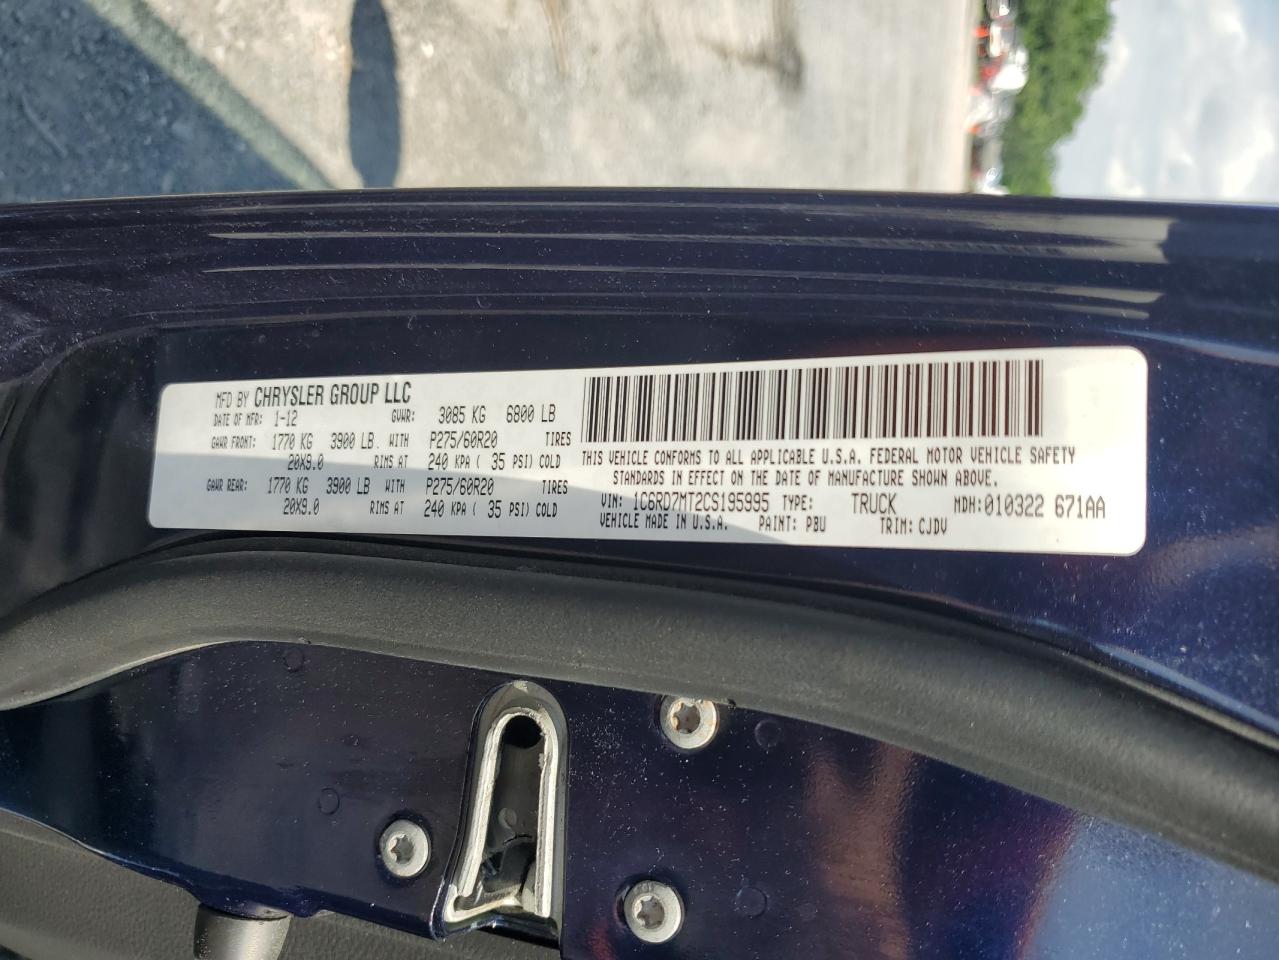 MFD BY CHRYSLER GROUP LLC
DATE OF MFR: 1-12 GVWR: 3085 KG 6800 LB
GAWR FRONT: 1770 KG 3900 LB WITH P275/60R20 TIRES
20X9.0 RIMS AT 240 KPA ( 35 PSI) COLD
GAWR REAR: 1770 KG 3900 LB WITH P275/60R20 TIRES
20X9.0 RIMS AT 240 KPA ( 35 PSI) COLD
THIS VEHICLE CONFORMS TO ALL APPLICABLE U.S.A. FEDERAL MOTOR VEHICLE SAFETY
STANDARDS IN EFFECT ON THE DATE OF MANUFACTURE SHOWN ABOVE.
VIN: 1C6RD7MT2CS195995 TYPE: TRUCK MDH:010322 671AA
VEHICLE MADE IN U.S.A. PAINT: PBU TRIM: CJDV